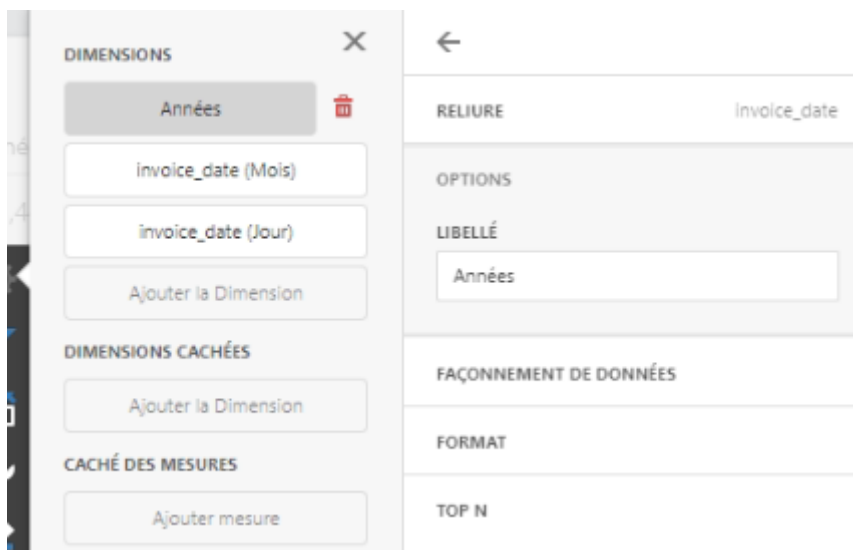 DIMENSIONS
Années
invoice_date (Mois)
invoice_date (Jour)
Ajouter la Dimension
DIMENSIONS CACHÉES
Ajouter la Dimension
CACHÉ DES MESURES
Ajouter mesure
RELIURE invoice_date
OPTIONS
LIBELLÉ
Années
FAÇONNEMENT DE DONNÉES
FORMAT
TOP N